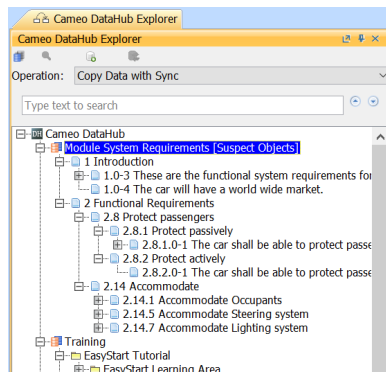 Cameo DataHub Explorer
Cameo DataHub Explorer
Operation: Copy Data with Sync
Type text to search
DH Cameo DataHub
Module System Requirements [Suspect Objects]
1 Introduction
1.0-3 These are the functional system requirements for
1.0-4 The car will have a world wide market.
2 Functional Requirements
2.8 Protect passengers
2.8.1 Protect passively
2.8.1.0-1 The car shall be able to protect passe
2.8.2 Protect actively
2.8.2.0-1 The car shall be able to protect passe
2.14 Accommodate
2.14.1 Accommodate Occupants
2.14.5 Accommodate Steering system
2.14.7 Accommodate Lighting system
Training
EasyStart Tutorial
EasyStart Learning Area